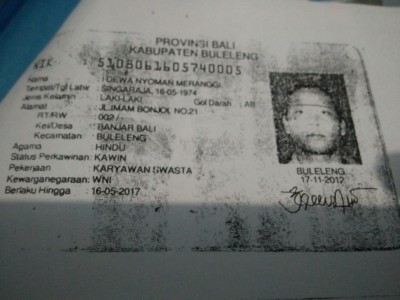 PROVINSI BALI
KABUPATEN BULELENG
NIK : 5108061605740005
Nama : I DEWA NYOMAN MERANGGI
Tempat/Tgl Lahir : SINGARAJA, 16-05-1974
Jenis Kelamin : LAKI-LAKI Gol Darah : AB
Alamat : JL.IMAM BONJOL NO.21
RT/RW : 002 /
Kel/Desa : BANJAR BALI
Kecamatan : BULELENG
Agama : HINDU
Status Perkawinan: KAWIN
Pekerjaan : KARYAWAN SWASTA
Kewarganegaraan: WNI
Berlaku Hingga : 16-05-2017
BULELENG
17-11-2012